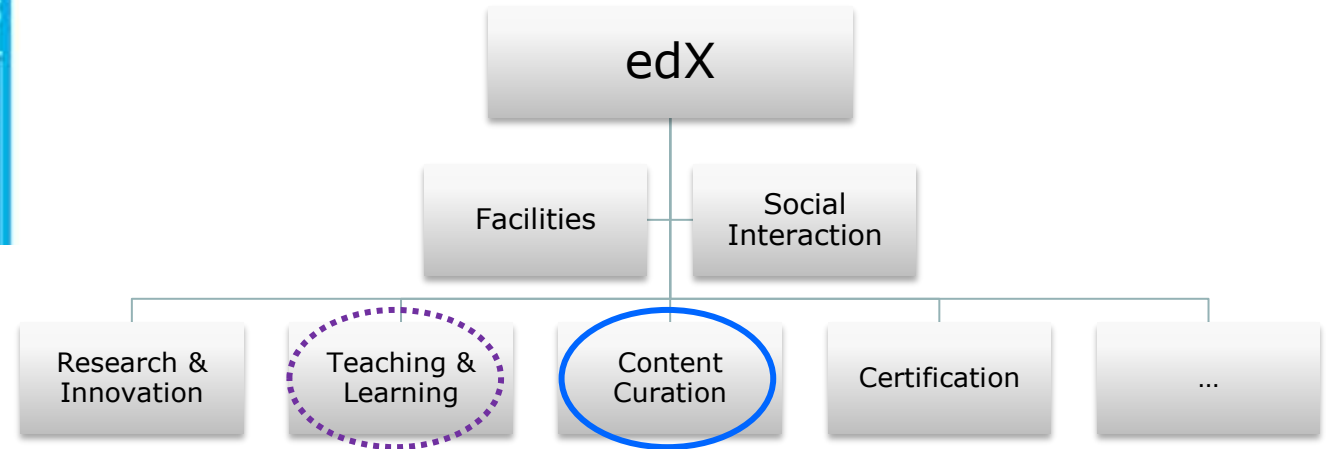 edX
Facilities
Social
Interaction
Research &
Innovation
Teaching &
Learning
Content
Curation
Certification
...